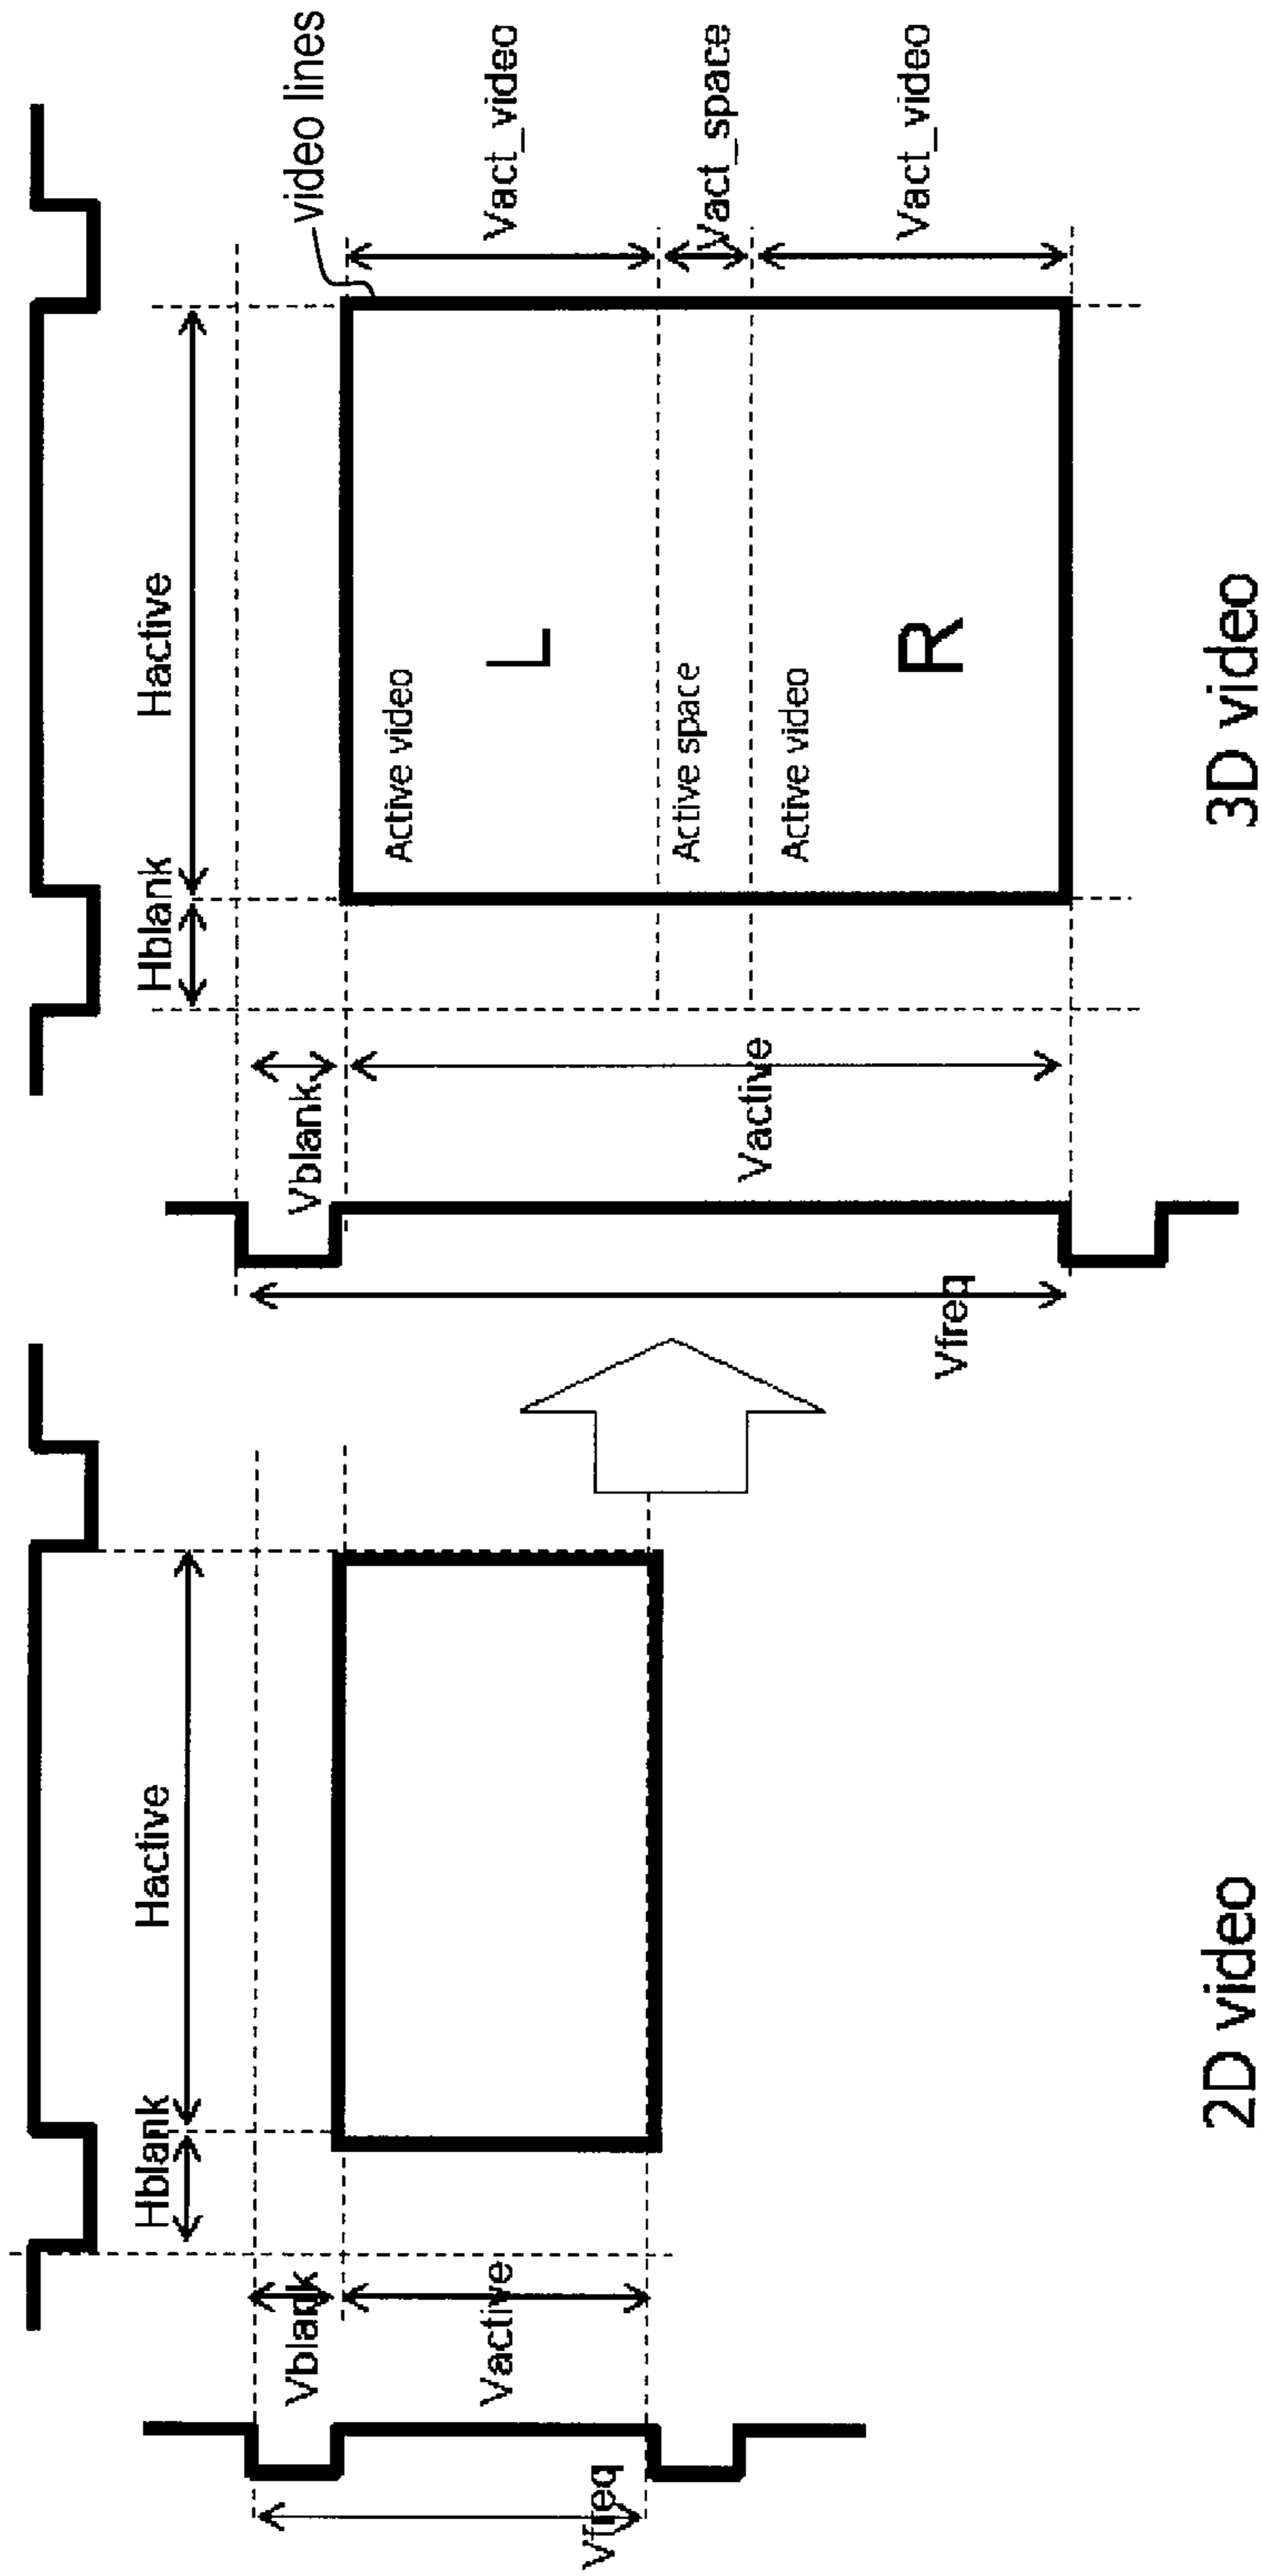 Hblank
Hactive
Vblank
Vactive
Vfreq
2D video
Hblank
Hactive
video lines
Vblank
Vactive
Vfreq
Active video
L
Active space
Active video
R
Vact_video
Vact_space
Vact_video
3D video